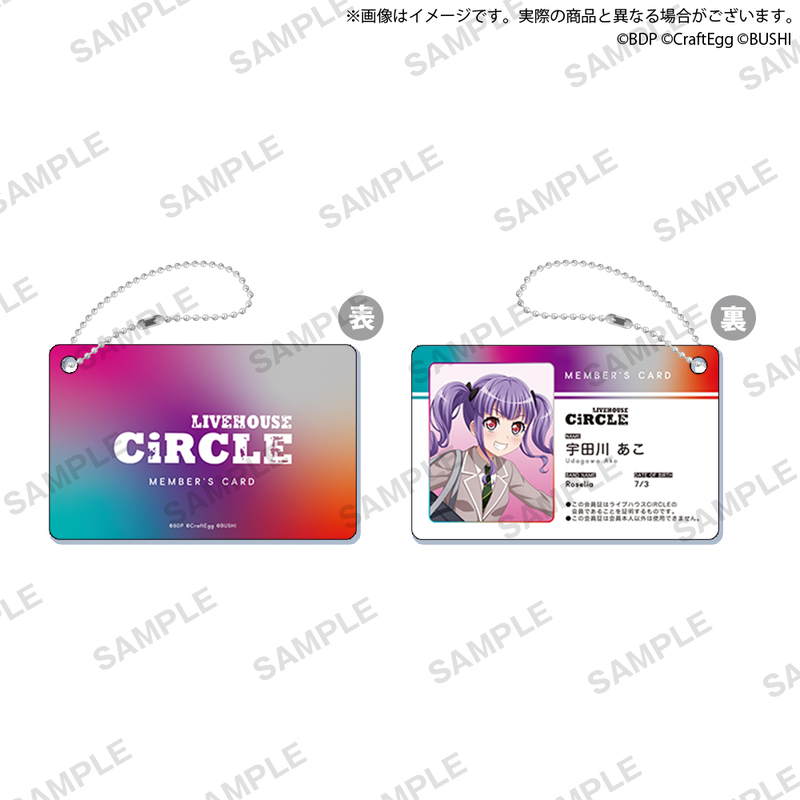 ※画像はイメージです。実際の商品と異なる場合がございます。
©BDP ©CraftEgg ©BUSHI
表
LIVEHOUSE
CiRCLE
MEMBER'S CARD
©BDP ©CraftEgg ©BUSHI
裏
MEMBER'S CARD
LIVEHOUSE
CiRCLE
NAME
宇田川 あこ
Udagawa Ako
BAND NAME DATE OF BIRTH
Roselia 7/3
●この会員証はライブハウスCiRCLEの
会員であることを証明するものです。
●この会員証は会員本人以外は使用できません。
SAMPLE